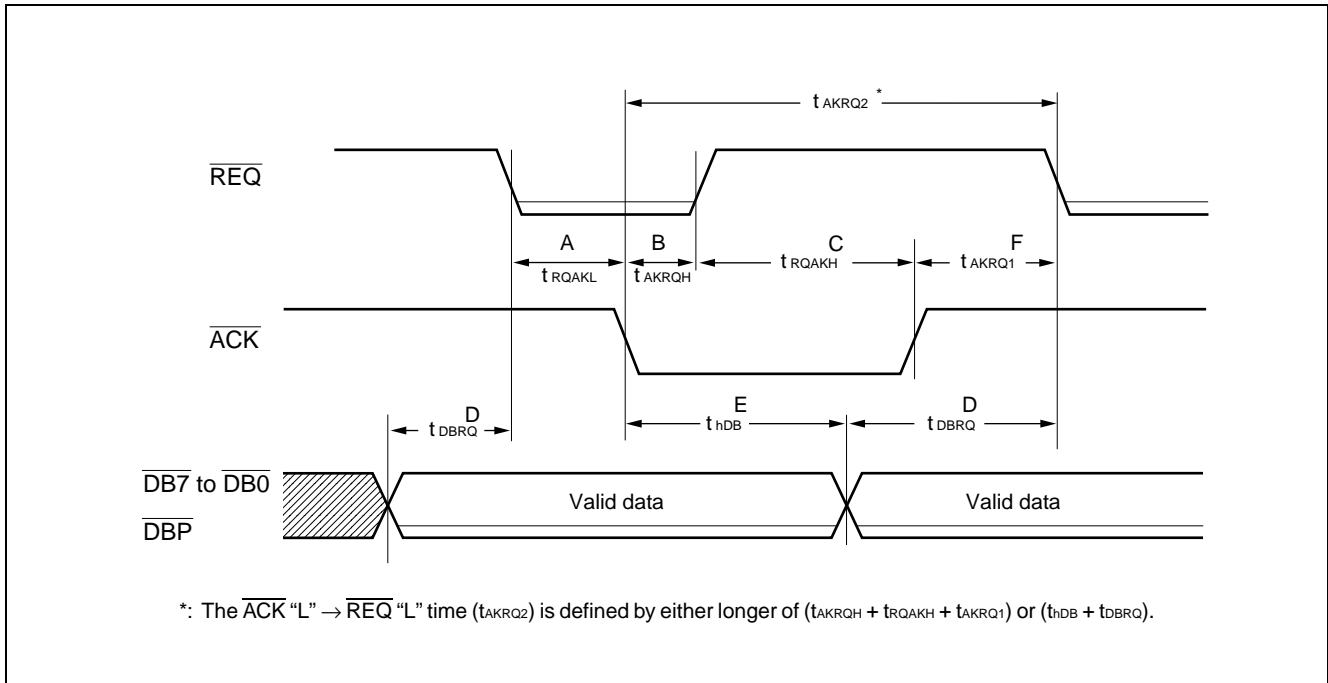 t AKRQ2 *
REQ
A B C F
t RQAKL t AKRQH t RQAKH t AKRQ1
ACK
D E D
t DBRQ t hDB t DBRQ
DB7 to DB0 Valid data Valid data
DBP
*: The ACK “L” → REQ “L” time (tAKRQ2) is defined by either longer of (tAKRQH + tRQAKH + tAKRQ1) or (thDB + tDBRQ).